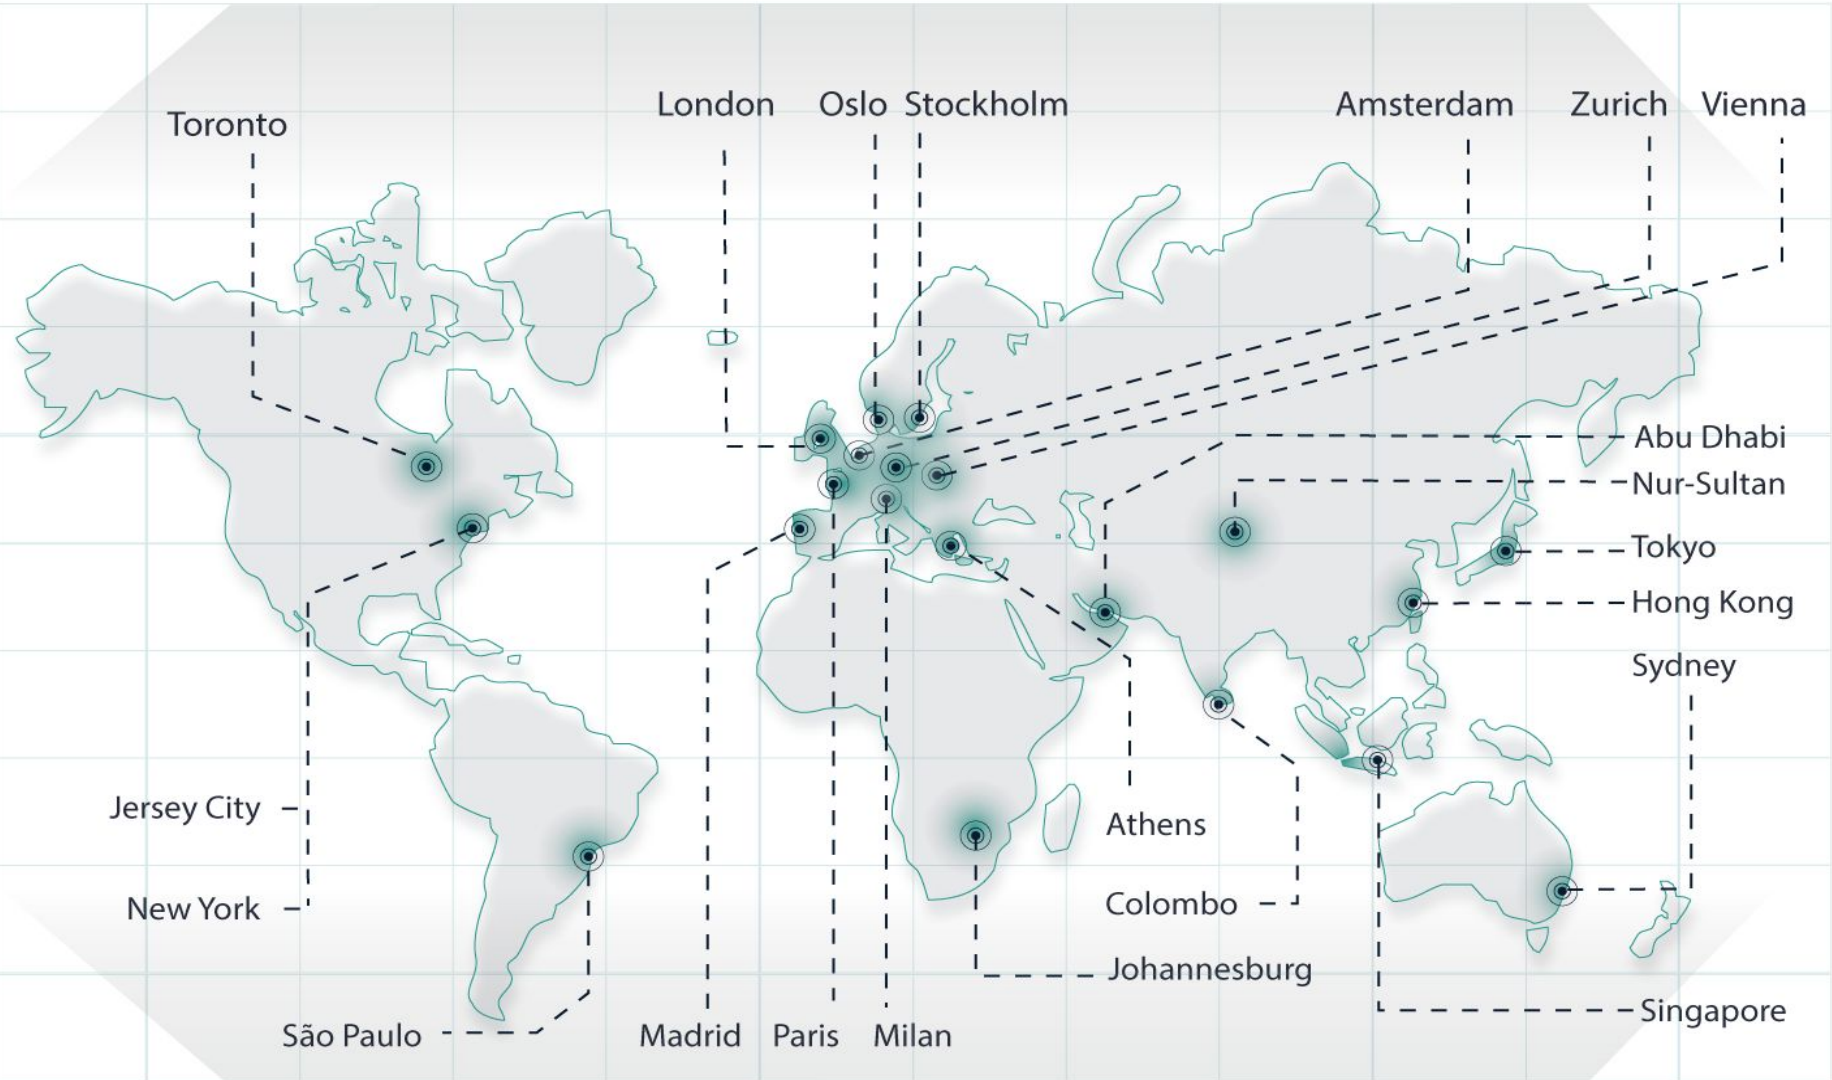 London
Oslo
Stockholm
Amsterdam
Zurich
Vienna
Toronto
Abu Dhabi
Nur-Sultan
Tokyo
Hong Kong
Sydney
Jersey City
Athens
New York
Colombo
Johannesburg
Singapore
São Paulo
Madrid
Paris
Milan